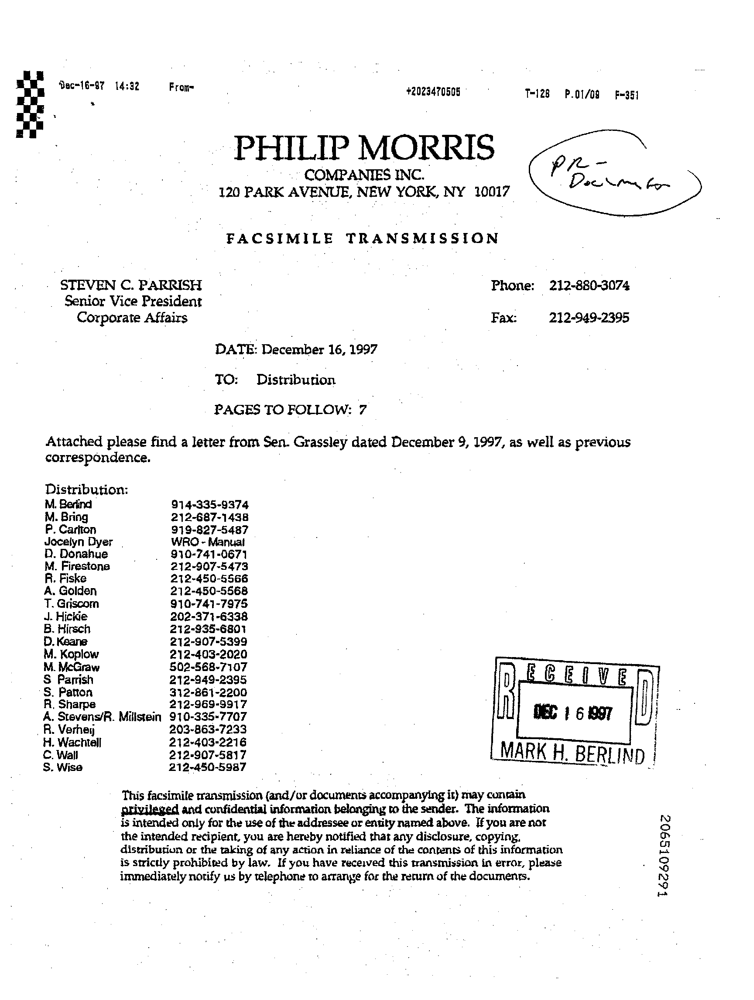 Dec-16-97 14:32 From- +2023470505 T-128 P.01/09 F-351
PHILIP MORRIS
COMPANIES INC.
120 PARK AVENUE, NEW YORK, NY 10017
PR -
FACSIMILE TRANSMISSION
STEVEN C. PARRISH
Senior Vice President
Corporate Affairs
Phone: 212-880-3074
Fax: 212-949-2395
DATE: December 16, 1997
TO: Distribution
PAGES TO FOLLOW: 7
Attached please find a letter from Sen. Grassley dated December 9, 1997, as well as previous
correspondence.
Distribution:
M. Berlind 914-335-9374
M. Bring 212-687-1438
P. Carlton 919-827-5487
Jocelyn Dyer WRO - Manual
D. Donahue 910-741-0671
M. Firestone 212-907-5473
R. Fiske 212-450-5566
A. Golden 212-450-5568
T. Griscom 910-741-7975
J. Hickie 202-371-6338
B. Hirsch 212-935-6801
D. Keane 212-907-5399
M. Koplow 212-403-2020
M. McGraw 502-568-7107
S Parrish 212-949-2395
S. Patton 312-861-2200
R. Sharpe 212-969-9917
A. Stevens/R. Millstein 910-335-7707
R. Verheij 203-863-7233
H. Wachtell 212-403-2216
C. Wall 212-907-5817
S. Wise 212-450-5987
RECEIVED
DEC 16 1997
MARK H. BERLIND
This facsimile transmission (and/or documents accompanying it) may contain
privileged and confidential information belonging to the sender. The information
is intended only for the use of the addressee or entity named above. If you are not
the intended recipient, you are hereby notified that any disclosure, copying,
distribution or the taking of any action in reliance of the contents of this information
is strictly prohibited by law. If you have received this transmission in error, please
immediately notify us by telephone to arrange for the return of the documents.
2065109291